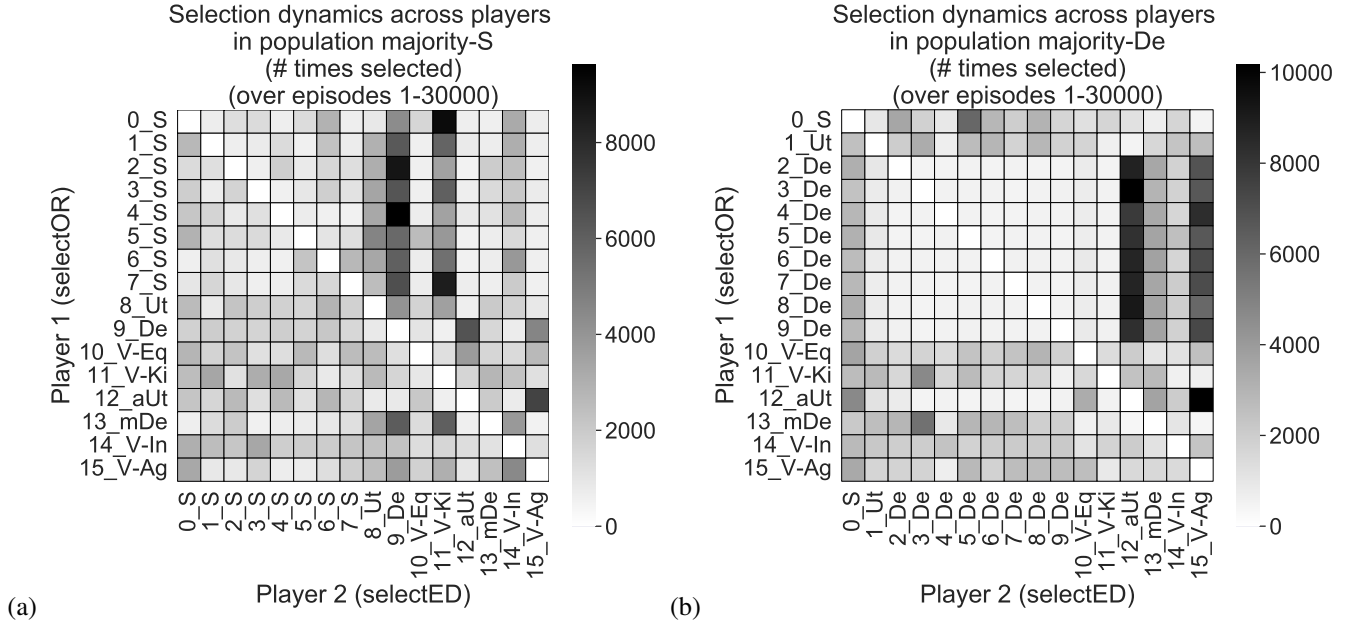 Selection dynamics across players
in population majority-S
(# times selected)
(over episodes 1-30000)
Player 1 (selectOR)
0_S
1_S
2_S
3_S
4_S
5_S
6_S
7_S
8_Ut
9_De
10_V-Eq
11_V-Ki
12_aUt
13_mDe
14_V-In
15_V-Ag
0_S
1_S
2_S
3_S
4_S
5_S
6_S
7_S
8_Ut
9_De
10_V-Eq
11_V-Ki
12_aUt
13_mDe
14_V-In
15_V-Ag
Player 2 (selectED)
8000
6000
4000
2000
0
(a)
Selection dynamics across players
in population majority-De
(# times selected)
(over episodes 1-30000)
Player 1 (selectOR)
0_S
1_Ut
2_De
3_De
4_De
5_De
6_De
7_De
8_De
9_De
10_V-Eq
11_V-Ki
12_aUt
13_mDe
14_V-In
15_V-Ag
0_S
1_Ut
2_De
3_De
4_De
5_De
6_De
7_De
8_De
9_De
10_V-Eq
11_V-Ki
12_aUt
13_mDe
14_V-In
15_V-Ag
Player 2 (selectED)
10000
8000
6000
4000
2000
0
(b)